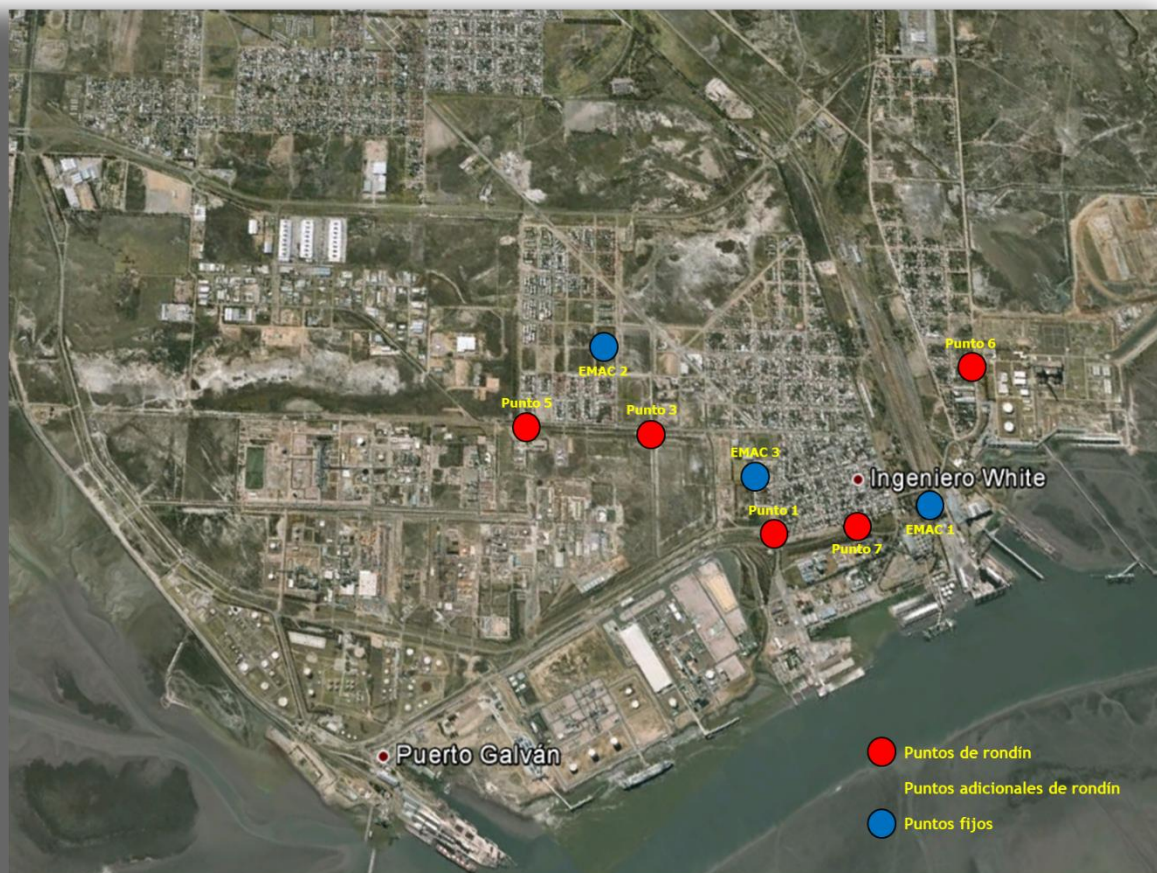 Punto 6
EMAC 2
Punto 5
Punto 3
EMAC 3
Ingeniero White
Punto 1
EMAC 1
Punto 7
Puerto Galván
Puntos de rondín
Puntos adicionales de rondín
Puntos fijos